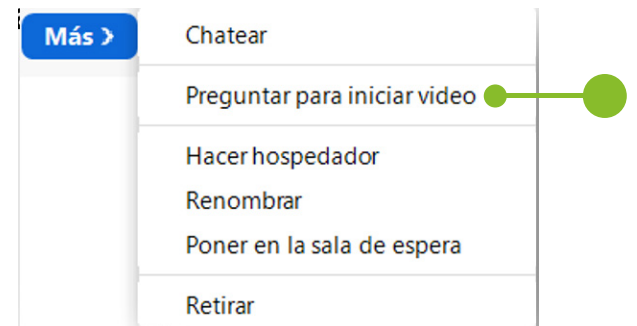 Más >
Chatear
Preguntar para iniciar video
Hacer hospedador
Renombrar
Poner en la sala de espera
Retirar